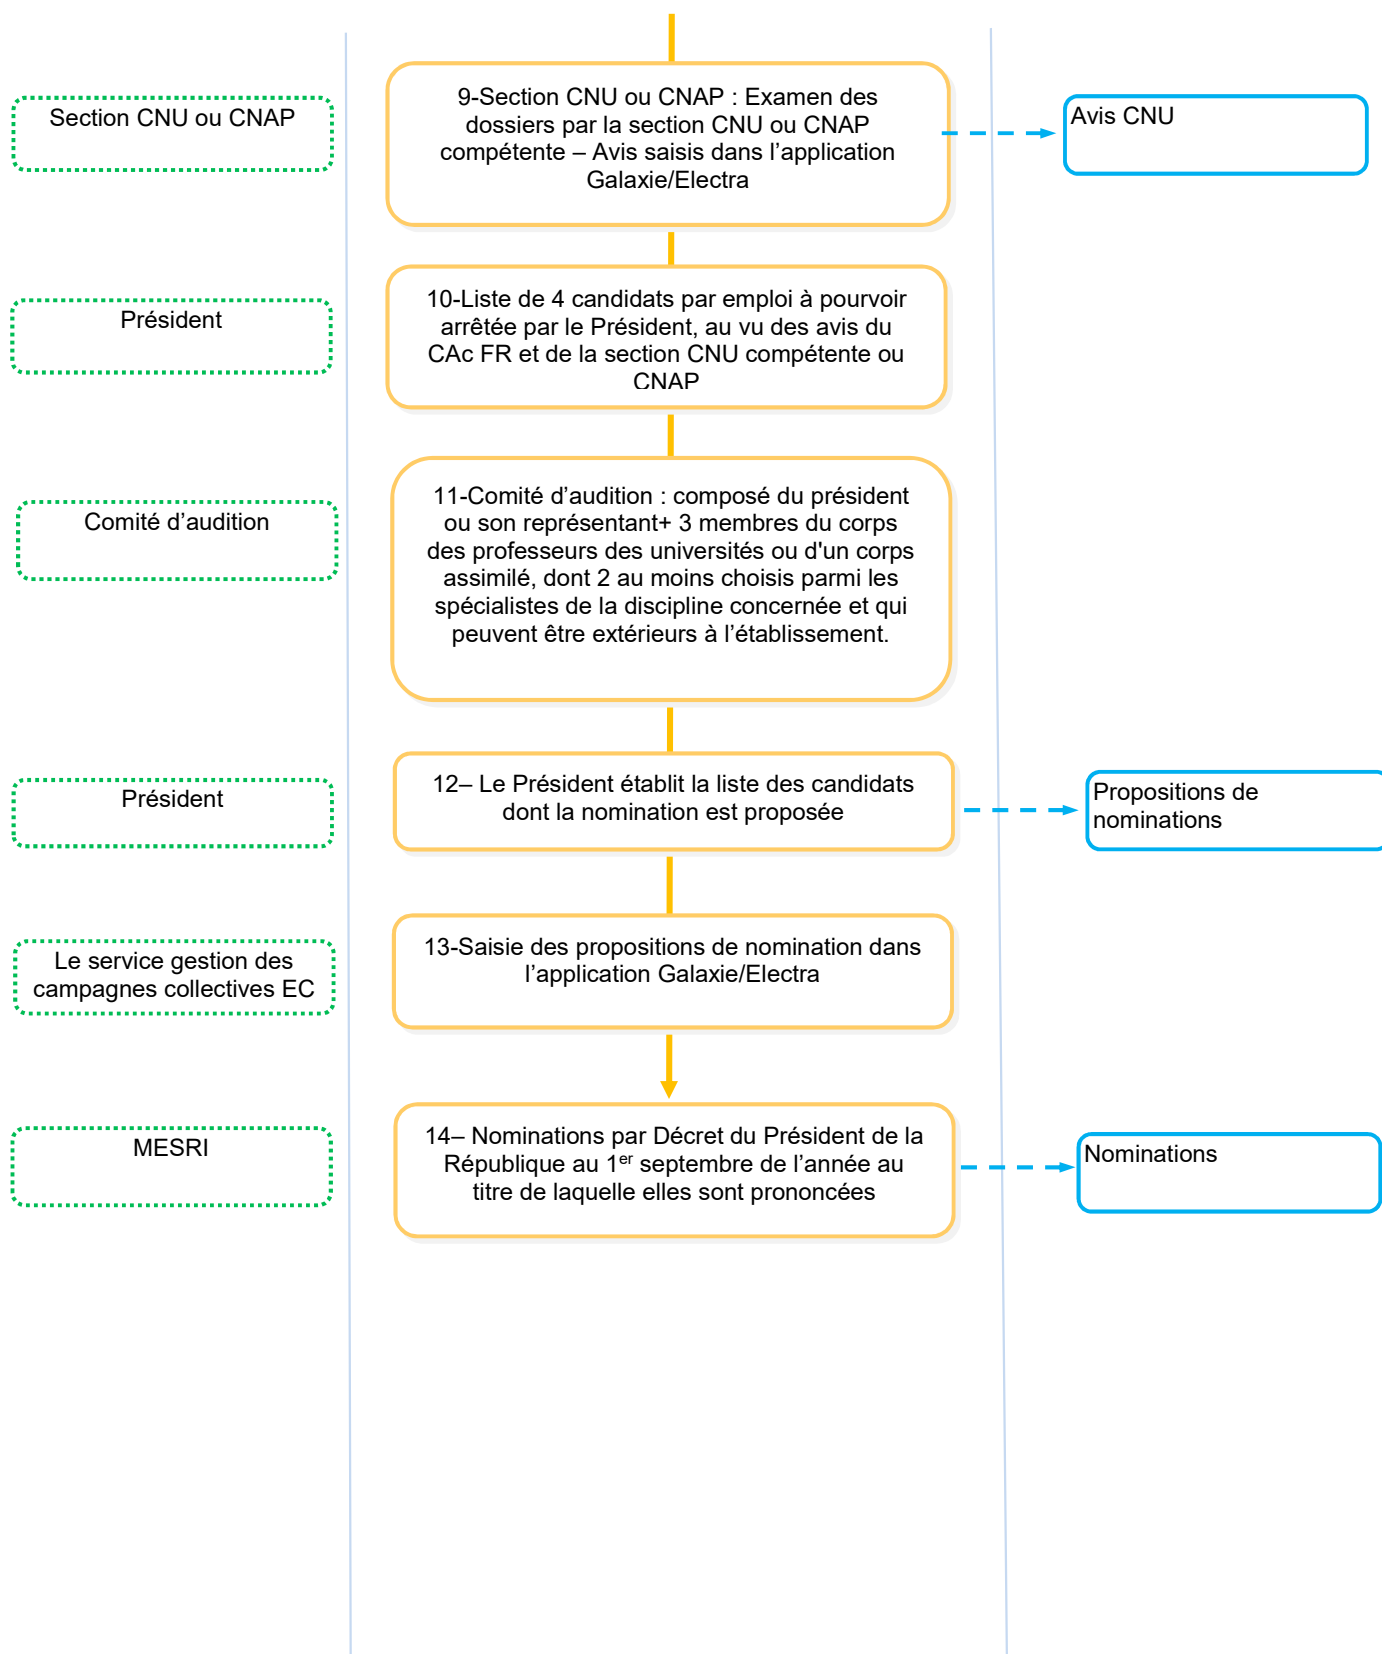 Section CNU ou CNAP
9-Section CNU ou CNAP : Examen des
dossiers par la section CNU ou CNAP
compétente – Avis saisis dans l’application
Galaxie/Electra
Avis CNU
Président
10-Liste de 4 candidats par emploi à pourvoir
arrêtée par le Président, au vu des avis du
CAc FR et de la section CNU compétente ou
CNAP
Comité d’audition
11-Comité d’audition : composé du président
ou son représentant+ 3 membres du corps
des professeurs des universités ou d'un corps
assimilé, dont 2 au moins choisis parmi les
spécialistes de la discipline concernée et qui
peuvent être extérieurs à l’établissement.
Président
12– Le Président établit la liste des candidats
dont la nomination est proposée
Propositions de
nominations
Le service gestion des
campagnes collectives EC
13-Saisie des propositions de nomination dans
l’application Galaxie/Electra
MESRI
14– Nominations par Décret du Président de la
République au 1er septembre de l’année au
titre de laquelle elles sont prononcées
Nominations